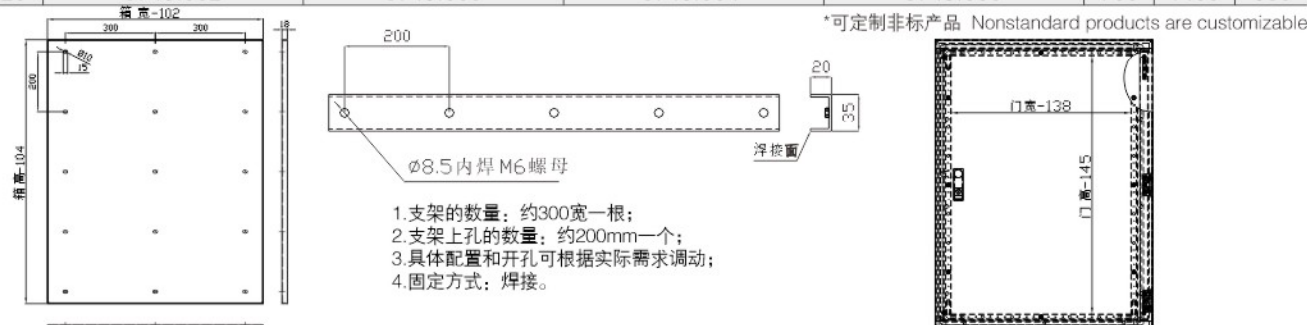 *可定制非标产品 Nonstandard products are customizable
箱宽-102
300
300
18
Ø10
15
200
箱高-104
200
Ø8.5内焊M6螺母
20
35
焊接面
1.支架的数量：约300宽一根；
2.支架上孔的数量：约200mm一个；
3.具体配置和开孔可根据实际需求调动；
4.固定方式：焊接。
门宽-138
门高-145